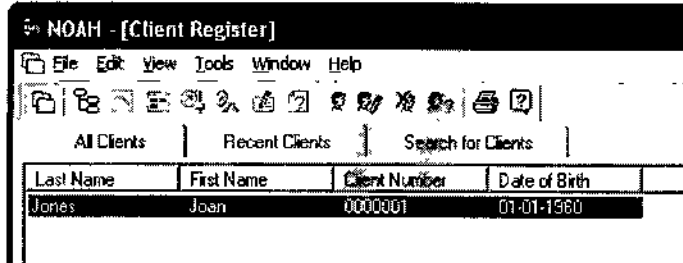 NOAH - [Client Register]
File Edit View Tools Window Help
All Clients Recent Clients Search for Clients
Last Name First Name Client Number Date of Birth
Jones Joan 0000001 01-01-1960